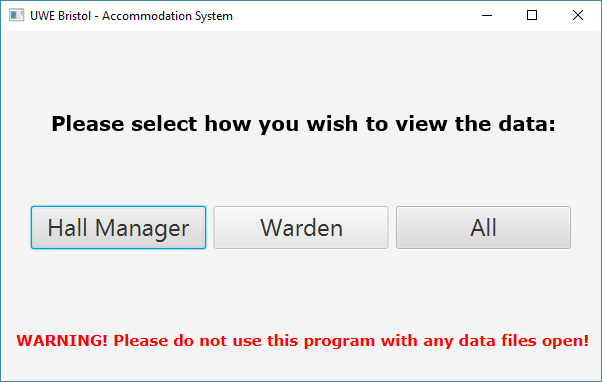 UWE Bristol - Accommodation System
Please select how you wish to view the data:
Hall Manager Warden All
WARNING! Please do not use this program with any data files open!